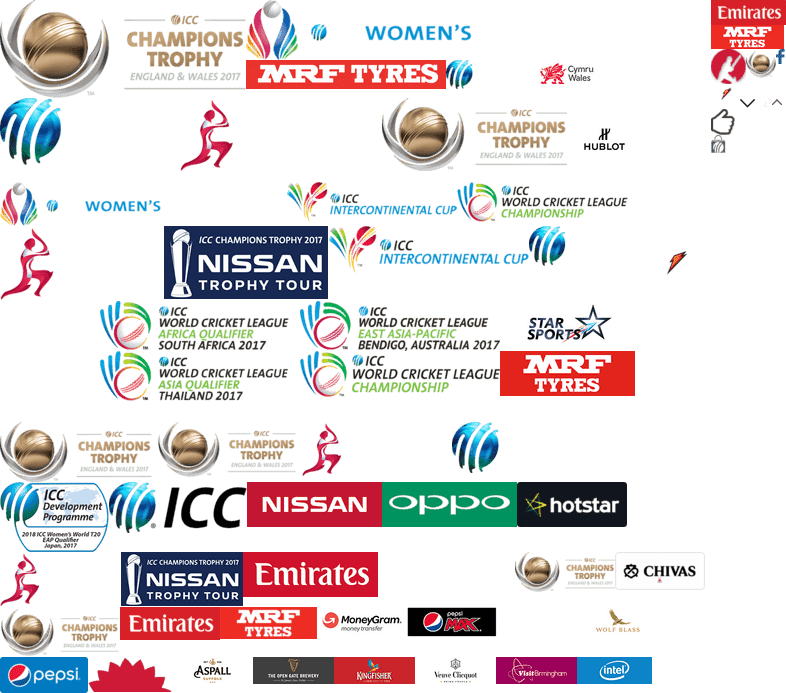 ICC
CHAMPIONS
TROPHY
ENGLAND & WALES 2017
TM
WOMEN'S
MRF TYRES
Cymru
Wales
Emirates
MRF
TYRES
ICC
CHAMPIONS
TROPHY
ENGLAND & WALES 2017
HUBLOT
WOMEN'S
ICC
INTERCONTINENTAL CUP
ICC
WORLD CRICKET LEAGUE
CHAMPIONSHIP
ICC CHAMPIONS TROPHY 2017
NISSAN
TROPHY TOUR
ICC
INTERCONTINENTAL CUP
ICC
WORLD CRICKET LEAGUE
AFRICA QUALIFIER
SOUTH AFRICA 2017
ICC
WORLD CRICKET LEAGUE
EAST ASIA-PACIFIC
BENDIGO, AUSTRALIA 2017
STAR
SPORTS
ICC
WORLD CRICKET LEAGUE
ASIA QUALIFIER
THAILAND 2017
ICC
WORLD CRICKET LEAGUE
CHAMPIONSHIP
MRF
TYRES
ICC
CHAMPIONS
TROPHY
ENGLAND & WALES 2017
ICC
CHAMPIONS
TROPHY
ENGLAND & WALES 2017
ICC
Development
Programme
2018 ICC Women's World T20
EAP Qualifier
Japan, 2017
ICC
NISSAN
oppo
hotstar
ICC CHAMPIONS TROPHY 2017
NISSAN
TROPHY TOUR
Emirates
ICC
CHAMPIONS
TROPHY
ENGLAND & WALES 2017
CHIVAS
ICC
CHAMPIONS
TROPHY
ENGLAND & WALES 2017
Emirates
MRF
TYRES
MoneyGram.
money transfer
pepsi
MAX
WOLF BLASS
pepsi
ASPALL
SUFFOLK
THE OPEN GATE BREWERY
KINGFISHER
Veuve Clicquot
VisitBirmingham
intel